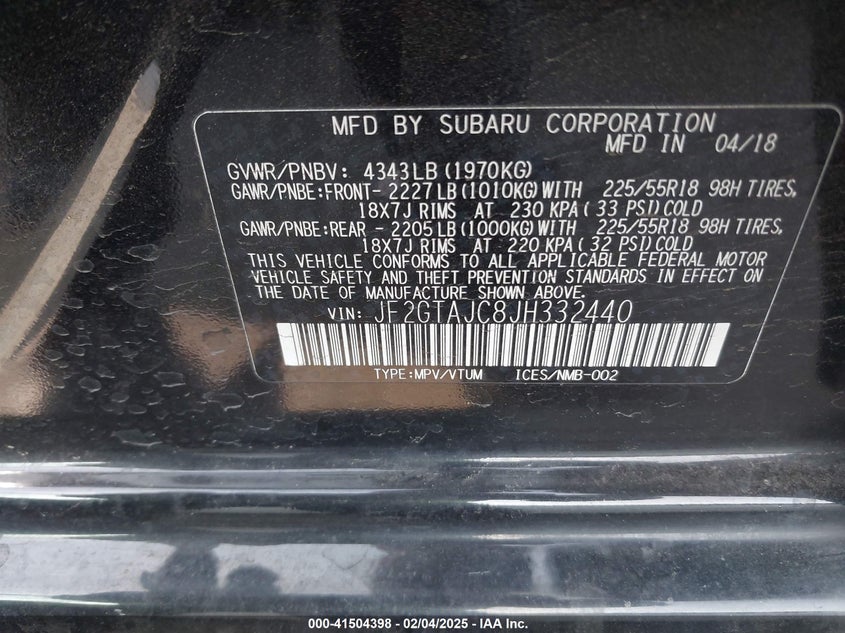 MFD BY SUBARU CORPORATION
MFD IN 04/18
GVWR/PNBV: 4343LB (1970KG)
GAWR/PNBE:FRONT- 2227LB (1010KG) WITH 225/55R18 98H TIRES,
18X7J RIMS AT 230 KPA ( 33 PSI) COLD
GAWR/PNBE:REAR - 2205LB (1000KG) WITH 225/55R18 98H TIRES,
18X7J RIMS AT 220 KPA ( 32 PSI) COLD
THIS VEHICLE CONFORMS TO ALL APPLICABLE FEDERAL MOTOR
VEHICLE SAFETY AND THEFT PREVENTION STANDARDS IN EFFECT ON
THE DATE OF MANUFACTURE SHOWN ABOVE.
VIN: JF2GTAJC8JH332440
TYPE:MPV/VTUM ICES/NMB-002
000-41504398 - 02/04/2025 - IAA Inc.